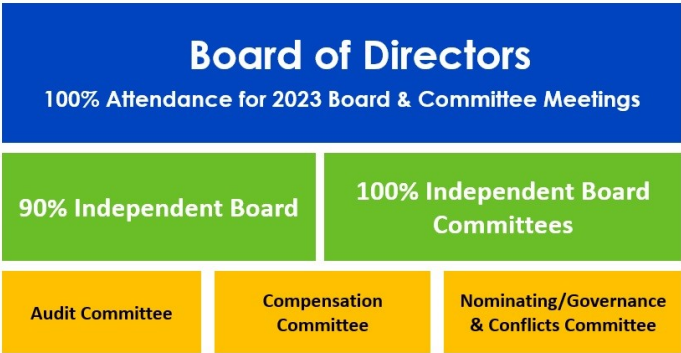 Board of Directors
100% Attendance for 2023 Board & Committee Meetings
90% Independent Board
100% Independent Board
Committees
Audit Committee
Compensation
Committee
Nominating/Governance
& Conflicts Committee